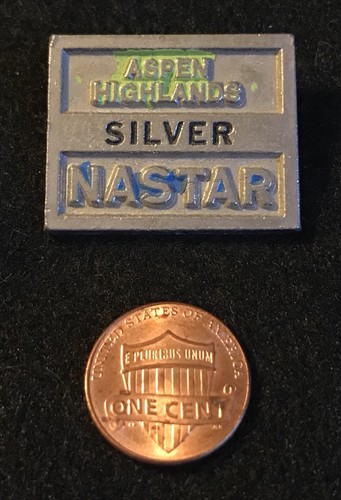 ASPEN
HIGHLANDS
SILVER
NASTAR
UNITED STATES OF AMERICA
E PLURIBUS UNUM
ONE CENT